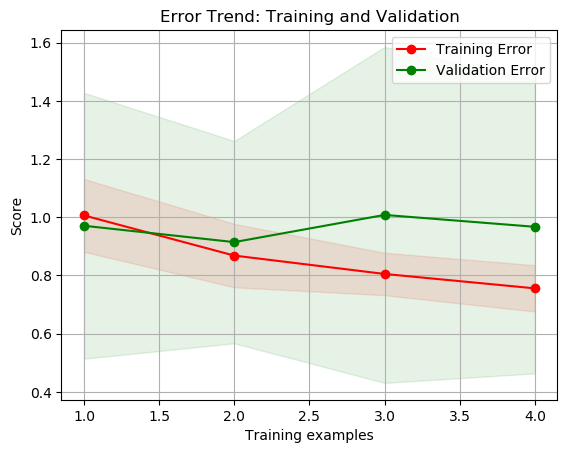 Error Trend: Training and Validation
Training Error
Validation Error
Score
1.6
1.4
1.2
1.0
0.8
0.6
0.4
1.0
1.5
2.0
2.5
3.0
3.5
4.0
Training examples